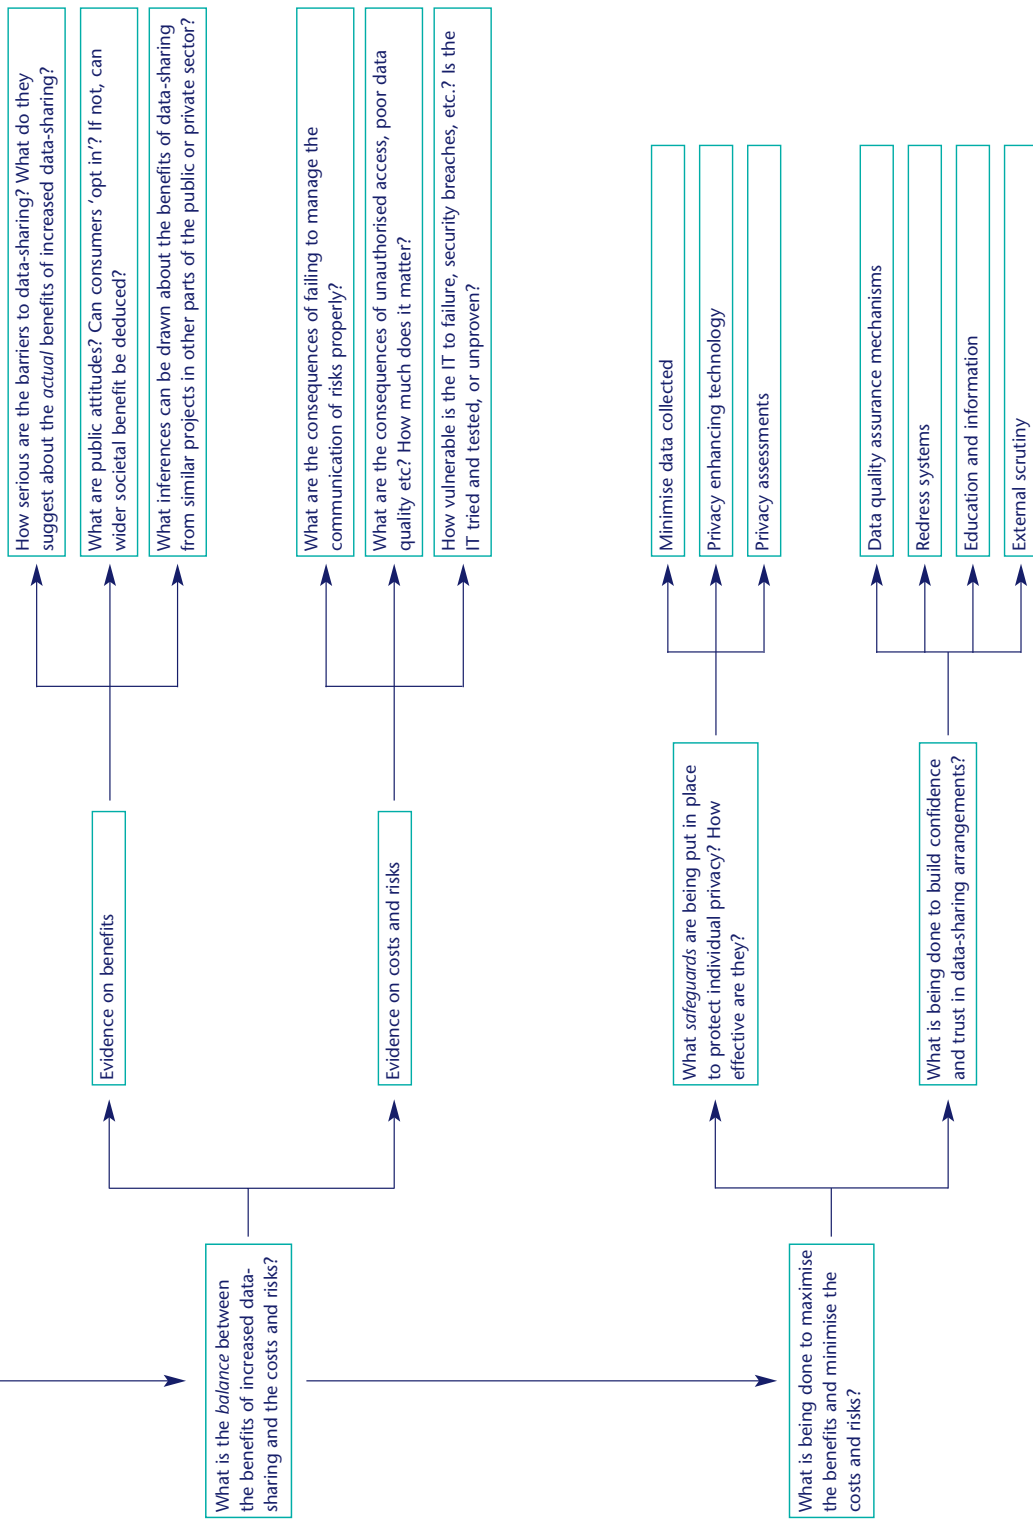 What is the balance between
the benefits of increased data-
sharing and the costs and risks?
Evidence on benefits
How serious are the barriers to data-sharing? What do they
suggest about the actual benefits of increased data-sharing?
What are public attitudes? Can consumers ‘opt in’? If not, can
wider societal benefit be deduced?
What inferences can be drawn about the benefits of data-sharing
from similar projects in other parts of the public or private sector?
Evidence on costs and risks
What are the consequences of failing to manage the
communication of risks properly?
What are the consequences of unauthorised access, poor data
quality etc? How much does it matter?
How vulnerable is the IT to failure, security breaches, etc.? Is the
IT tried and tested, or unproven?
What is being done to maximise
the benefits and minimise the
costs and risks?
What safeguards are being put in place
to protect individual privacy? How
effective are they?
Minimise data collected
Privacy enhancing technology
Privacy assessments
What is being done to build confidence
and trust in data-sharing arrangements?
Data quality assurance mechanisms
Redress systems
Education and information
External scrutiny